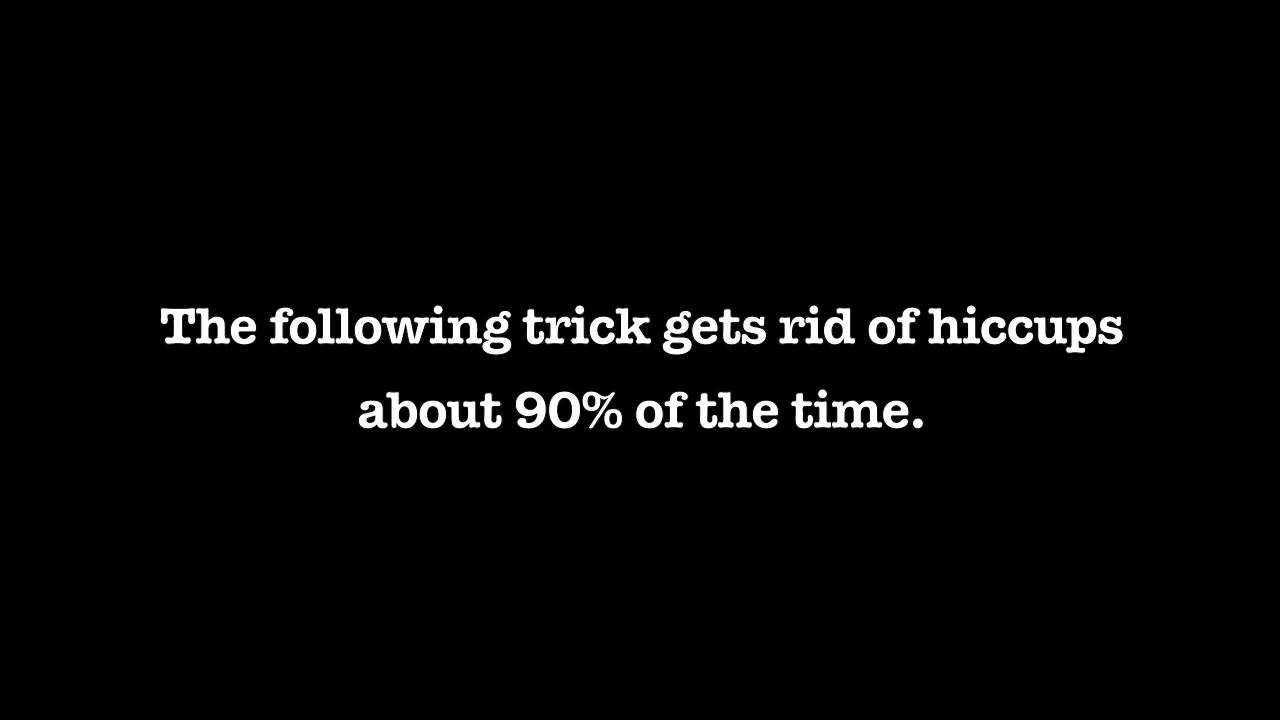 The following trick gets rid of hiccups
about 90% of the time.